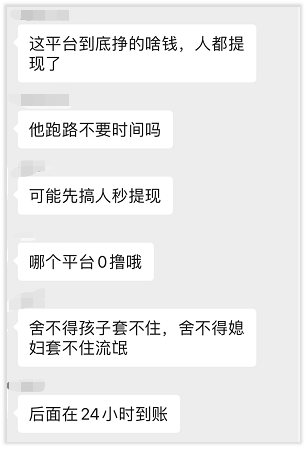 这平台到底挣的啥钱，人都提
现了
他跑路不要时间吗
可能先搞人秒提现
哪个平台0撸哦
舍不得孩子套不住，舍不得媳
妇套不住流氓
后面在24小时到账